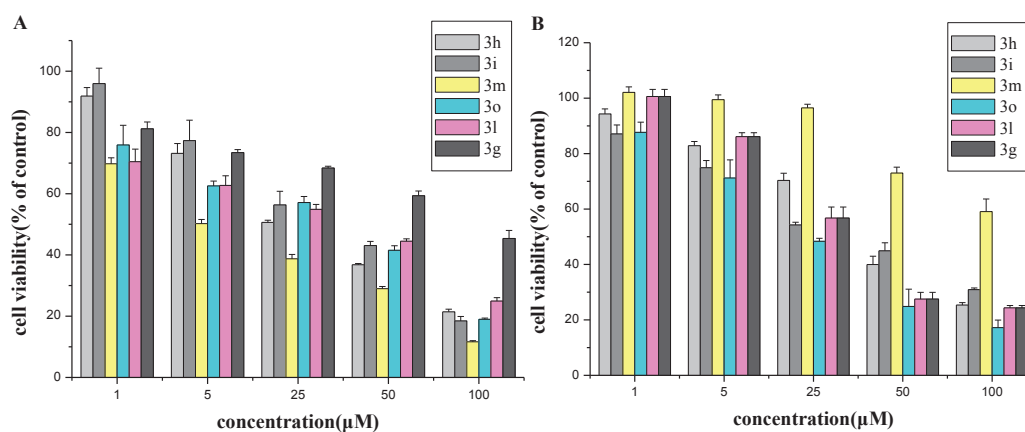 A
3h
3i
3m
3o
3l
3g
cell viability(% of control)
100
80
60
40
20
0
1 5 25 50 100
concentration(μM)
B
3h
3i
3m
3o
3l
3g
cell viability(% of control)
120
100
80
60
40
20
0
1 5 25 50 100
concentration(μM)